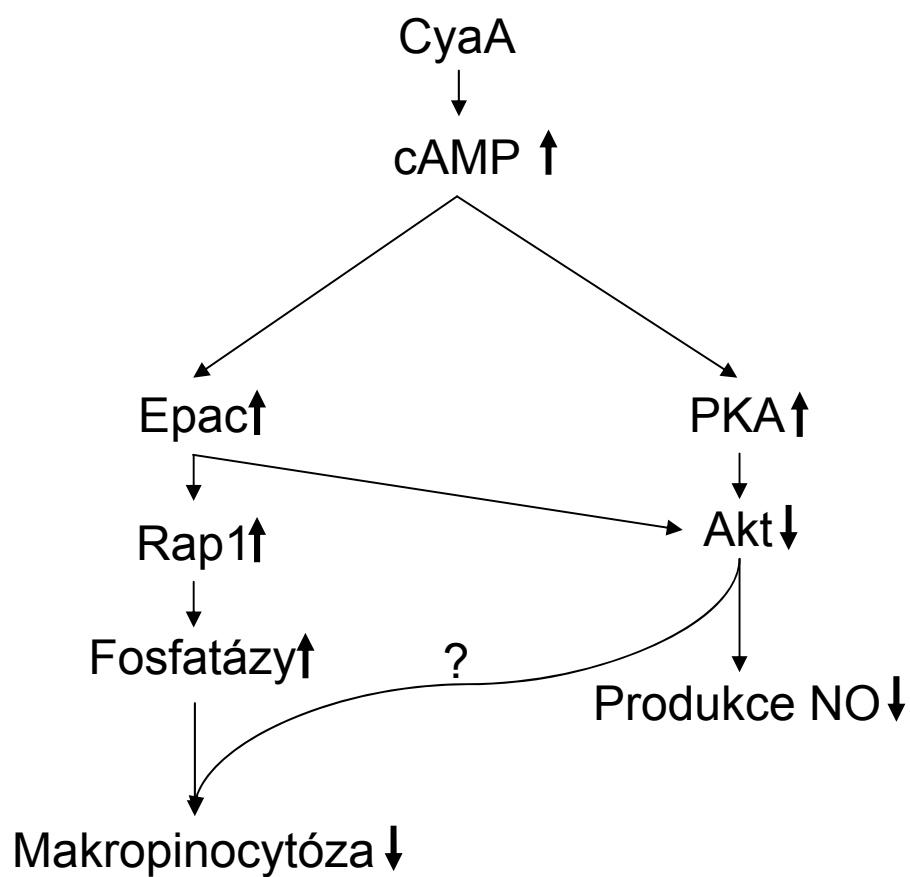 CyaA
cAMP ↑
Epac↑
PKA↑
Rap1↑
Akt↓
Fosfatázy↑
?
Produkce NO↓
Makropinocytóza↓